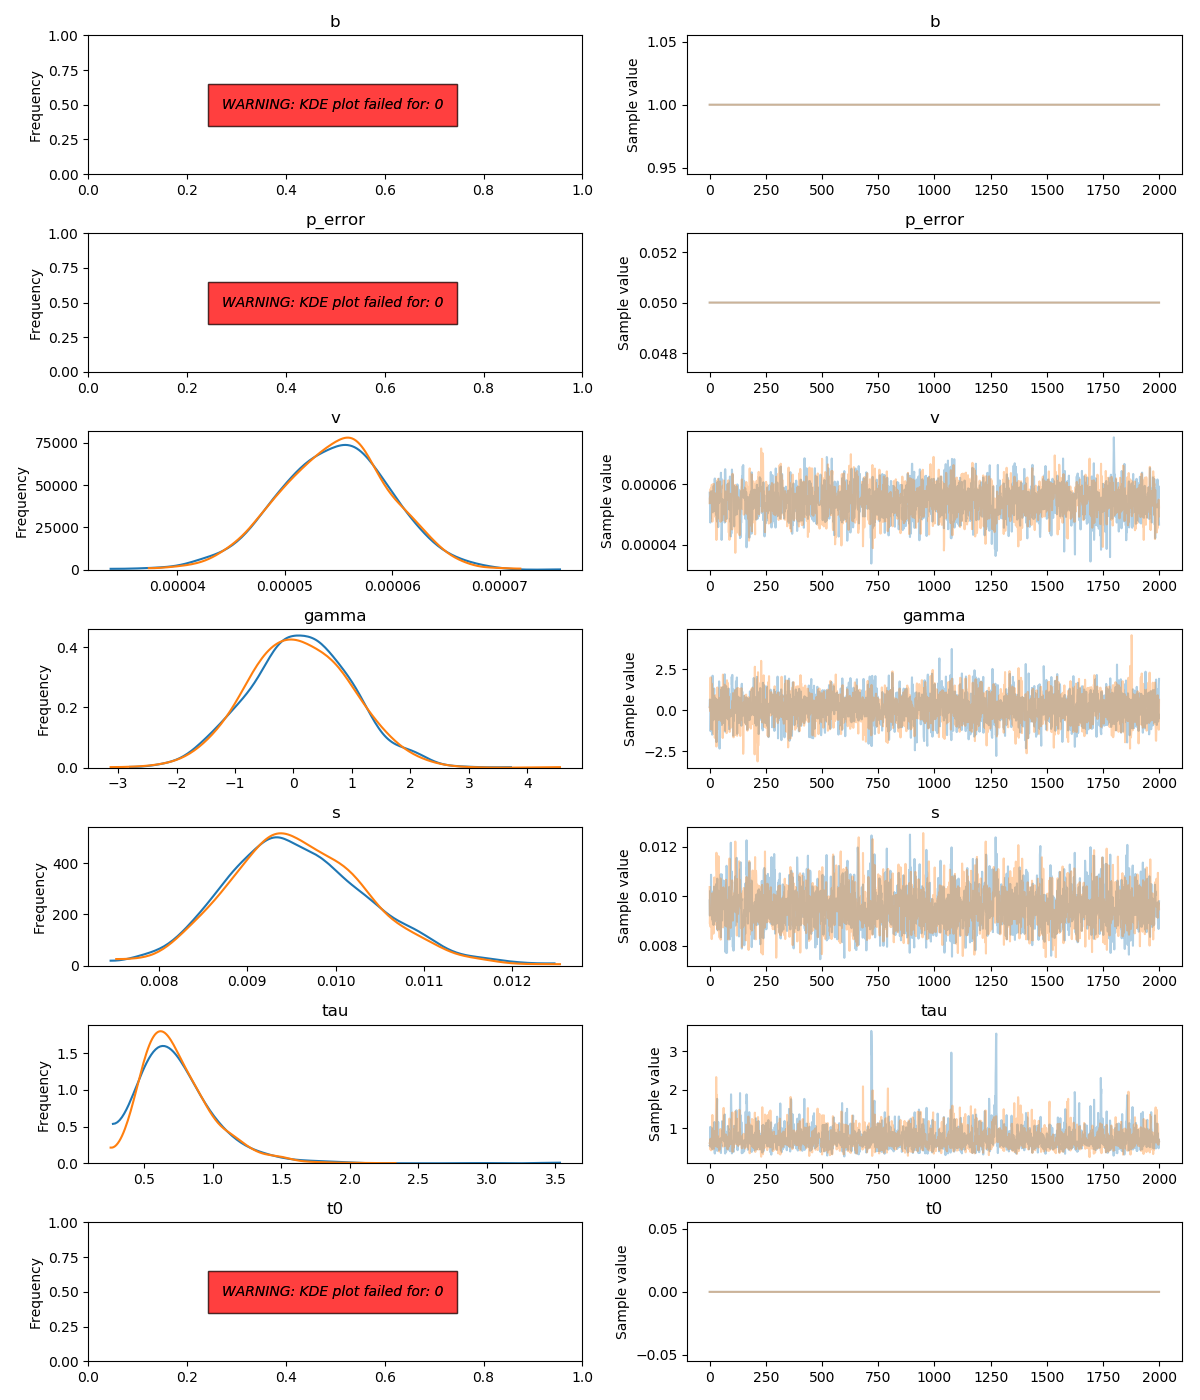 b
1.00
0.75
0.50
0.25
0.00
Frequency
WARNING: KDE plot failed for: 0
0.0 0.2 0.4 0.6 0.8 1.0
b
1.05
1.00
0.95
Sample value
0 250 500 750 1000 1250 1500 1750 2000
p_error
1.00
0.75
0.50
0.25
0.00
Frequency
WARNING: KDE plot failed for: 0
0.0 0.2 0.4 0.6 0.8 1.0
p_error
0.052
0.050
0.048
Sample value
0 250 500 750 1000 1250 1500 1750 2000
v
75000
50000
25000
0
Frequency
0.00004 0.00005 0.00006 0.00007
v
0.00006
0.00004
Sample value
0 250 500 750 1000 1250 1500 1750 2000
gamma
0.4
0.2
0.0
Frequency
−3 −2 −1 0 1 2 3 4
gamma
2.5
0.0
−2.5
Sample value
0 250 500 750 1000 1250 1500 1750 2000
s
400
200
0
Frequency
0.008 0.009 0.010 0.011 0.012
s
0.012
0.010
0.008
Sample value
0 250 500 750 1000 1250 1500 1750 2000
tau
1.5
1.0
0.5
0.0
Frequency
0.5 1.0 1.5 2.0 2.5 3.0 3.5
tau
3
2
1
Sample value
0 250 500 750 1000 1250 1500 1750 2000
t0
1.00
0.75
0.50
0.25
0.00
Frequency
WARNING: KDE plot failed for: 0
0.0 0.2 0.4 0.6 0.8 1.0
t0
0.05
0.00
−0.05
Sample value
0 250 500 750 1000 1250 1500 1750 2000